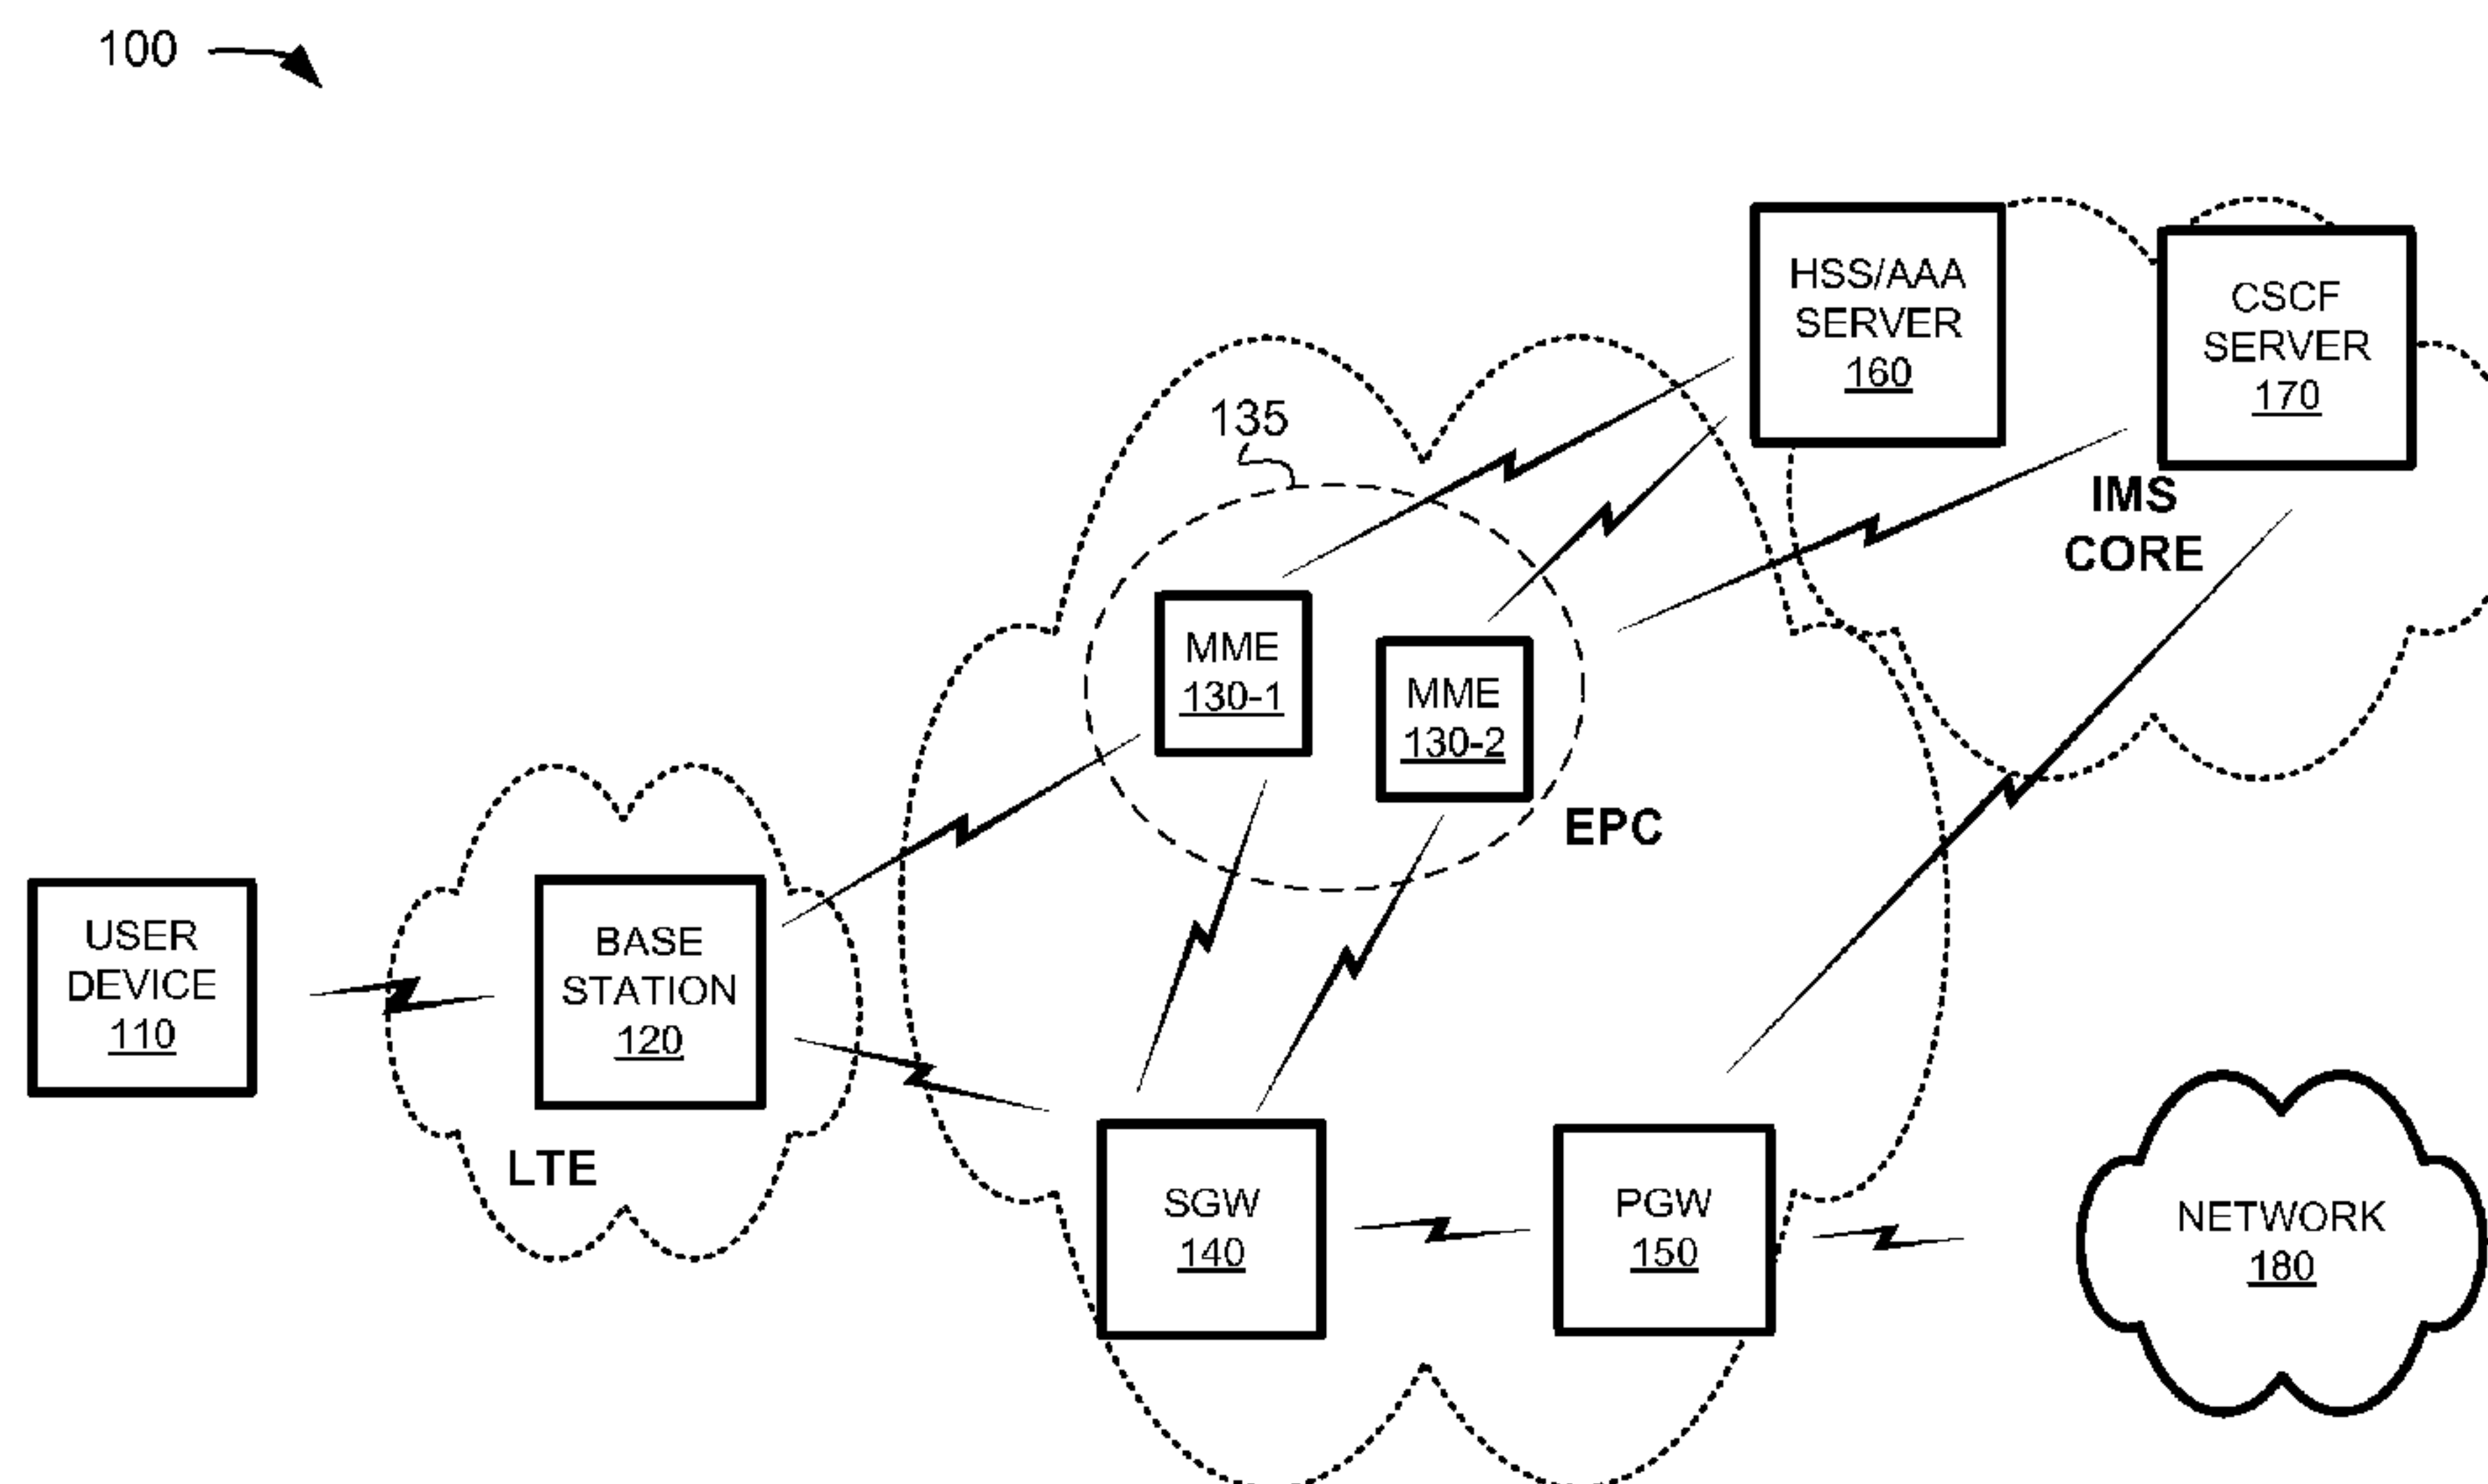 100
HSS/AAA
SERVER
160
CSCF
SERVER
170
IMS
CORE
135
MME
130-1
MME
130-2
EPC
USER
DEVICE
110
BASE
STATION
120
LTE
SGW
140
PGW
150
NETWORK
180